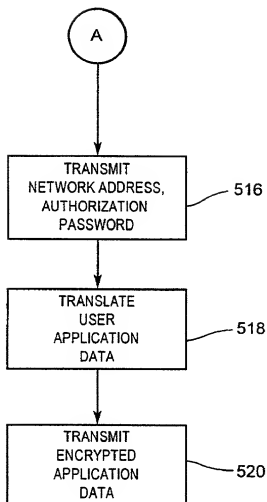 A
TRANSMIT
NETWORK ADDRESS,
AUTHORIZATION
PASSWORD
516
TRANSLATE
USER
APPLICATION
DATA
518
TRANSMIT
ENCRYPTED
APPLICATION
DATA
520